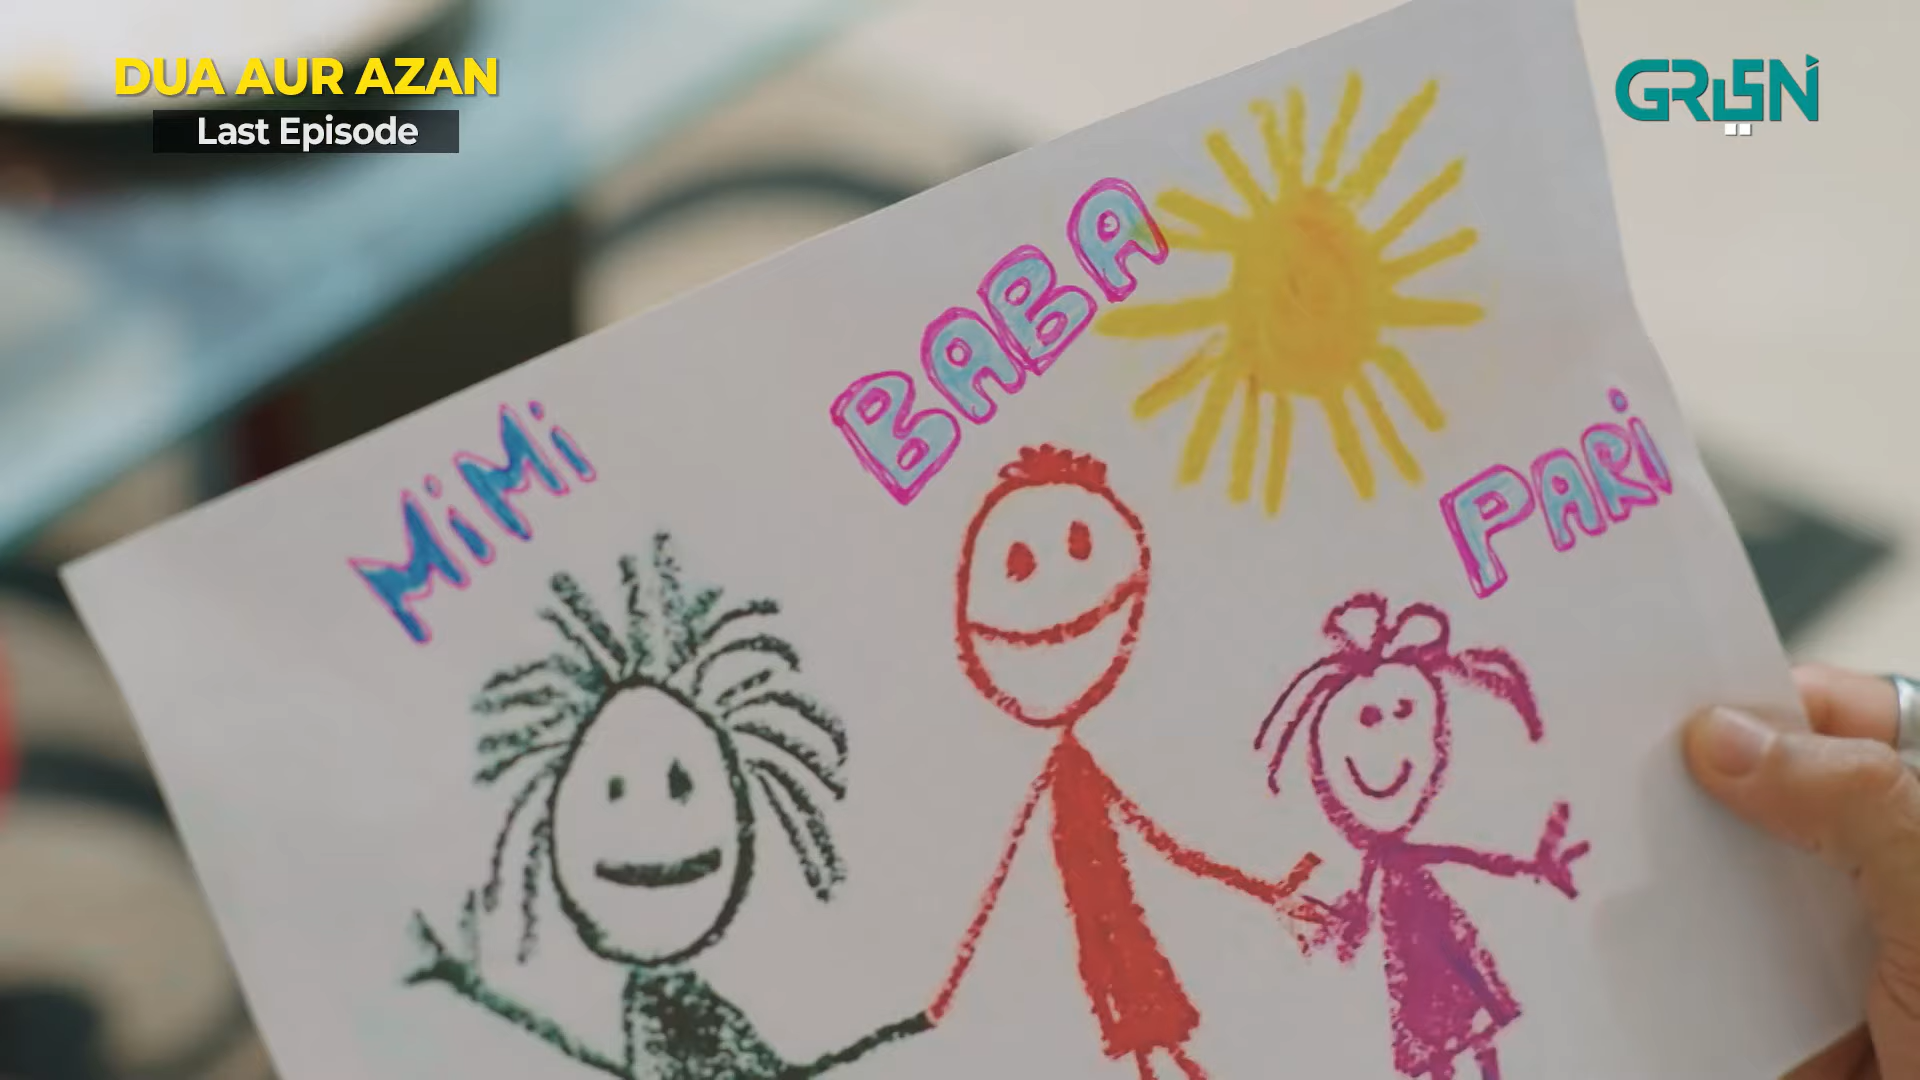 DUA AUR AZAN
Last Episode
GREEN
MiMi
BABA
PARi